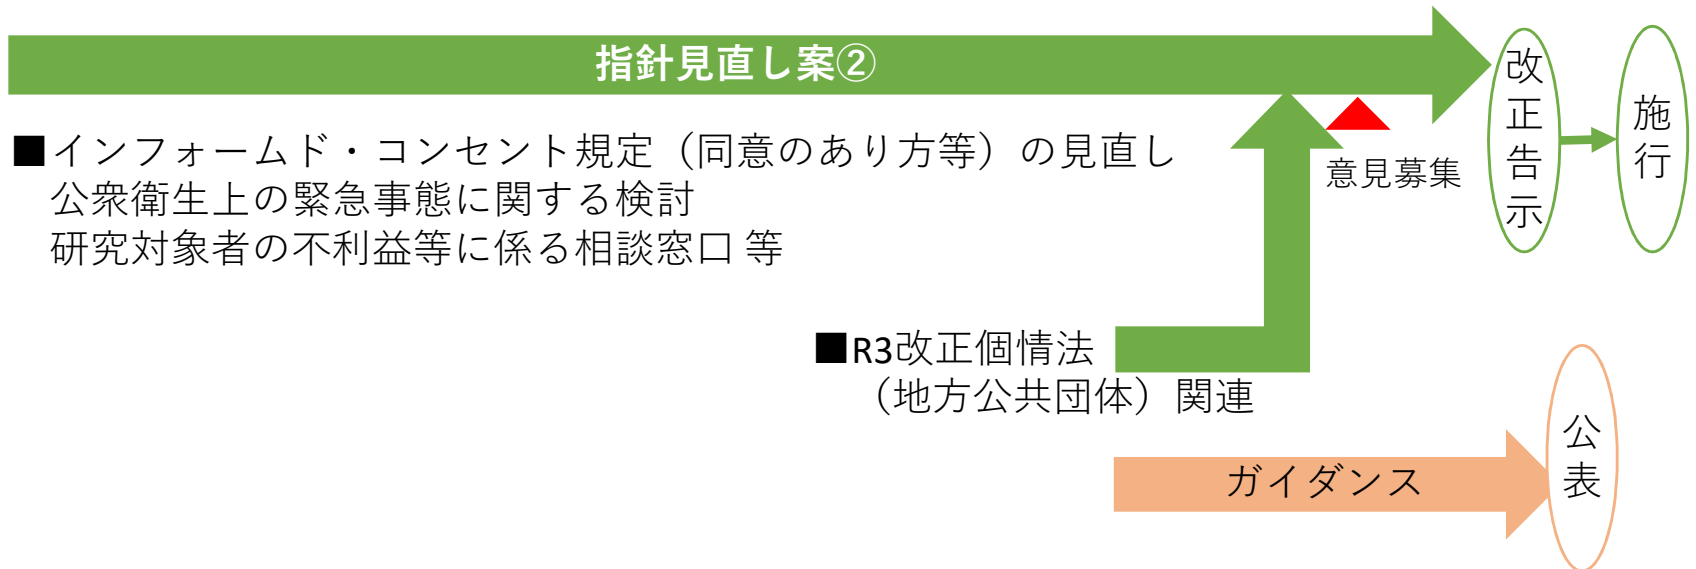 指針見直し案②
改正告示
施行
■インフォームド・コンセント規定（同意のあり方等）の見直し
公衆衛生上の緊急事態に関する検討
研究対象者の不利益等に係る相談窓口 等
意見募集
■R3改正個情法
（地方公共団体）関連
ガイダンス
公表